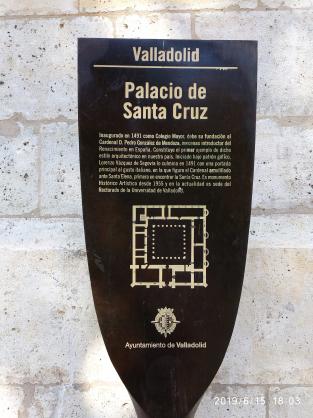 Valladolid
Palacio de
Santa Cruz
Inaugurado en 1491 como Colegio Mayor, debe su fundación al
Cardenal D. Pedro González de Mendoza, mecenas introductor del
Renacimiento en España. Constituye el primer ejemplo de dicho
estilo arquitectónico en nuestro país. Iniciado bajo patrón gótico,
Lorenzo Vázquez de Segovia lo culmina en 1491 con una portada
principal al gusto italiano, en la que figura el Cardenal genuflexo
ante Santa Elena, primera en encontrar la Santa Cruz. Es monumento
Histórico Artístico desde 1955 y en la actualidad es sede del
Rectorado de la Universidad de Valladolid.
Ayuntamiento de Valladolid
2019/6/15 18:03